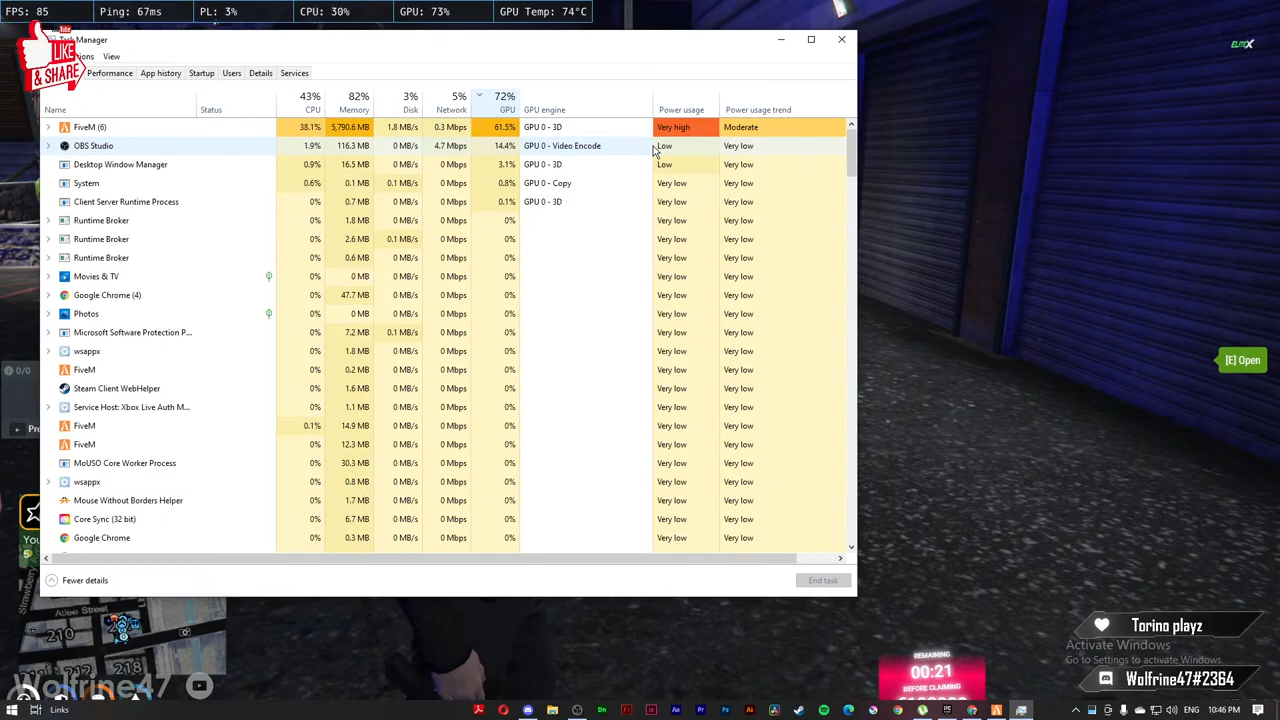 FPS: 85 Ping: 67ms PL: 3% CPU: 30% GPU: 73% GPU Temp: 74°C
LIKE
& SHARE
Manager
View
Performance App history Startup Users Details Services
43% 82% 3% 5% 72%
Name Status CPU Memory Disk Network GPU GPU engine Power usage Power usage trend
FiveM (6) 38.1% 5,790.6 MB 1.8 MB/s 0.3 Mbps 61.5% GPU 0 - 3D Very high Moderate
OBS Studio 1.9% 116.3 MB 0 MB/s 4.7 Mbps 14.4% GPU 0 - Video Encode Low Very low
Desktop Window Manager 0.9% 16.5 MB 0 MB/s 0 Mbps 3.1% GPU 0 - 3D Low Very low
System 0.6% 0.1 MB 0.1 MB/s 0 Mbps 0.8% GPU 0 - Copy Very low Very low
Client Server Runtime Process 0% 0.7 MB 0 MB/s 0 Mbps 0.1% GPU 0 - 3D Very low Very low
Runtime Broker 0% 1.8 MB 0 MB/s 0 Mbps 0% Very low Very low
Runtime Broker 0% 2.6 MB 0.1 MB/s 0 Mbps 0% Very low Very low
Runtime Broker 0% 0.6 MB 0 MB/s 0 Mbps 0% Very low Very low
Movies & TV 0% 0 MB 0 MB/s 0 Mbps 0% Very low Very low
Google Chrome (4) 0% 47.7 MB 0 MB/s 0 Mbps 0% Very low Very low
Photos 0% 0 MB 0 MB/s 0 Mbps 0% Very low Very low
Microsoft Software Protection P... 0% 7.2 MB 0.1 MB/s 0 Mbps 0% Very low Very low
wsappx 0% 1.8 MB 0 MB/s 0 Mbps 0% Very low Very low
FiveM 0% 0.2 MB 0 MB/s 0 Mbps 0% Very low Very low
Steam Client WebHelper 0% 1.6 MB 0 MB/s 0 Mbps 0% Very low Very low
Service Host: Xbox Live Auth M... 0% 1.1 MB 0 MB/s 0 Mbps 0% Very low Very low
FiveM 0.1% 14.9 MB 0 MB/s 0 Mbps 0% Very low Very low
FiveM 0% 12.3 MB 0 MB/s 0 Mbps 0% Very low Very low
MoUSO Core Worker Process 0% 30.3 MB 0 MB/s 0 Mbps 0% Very low Very low
wsappx 0% 0.8 MB 0 MB/s 0 Mbps 0% Very low Very low
Mouse Without Borders Helper 0% 1.7 MB 0 MB/s 0 Mbps 0% Very low Very low
Core Sync (32 bit) 0% 6.7 MB 0 MB/s 0 Mbps 0% Very low Very low
Google Chrome 0% 0.3 MB 0 MB/s 0 Mbps 0% Very low Very low
Fewer details End task
ELITEX
[E] Open
0/0
Strawberry
210
218
Wolfrine47
REMAINING
00:21
BEFORE CLAIMING
Torino playz
Activate Windows
Go to Settings to activate Windows.
Wolfrine47#2364
Links
10:46 PM